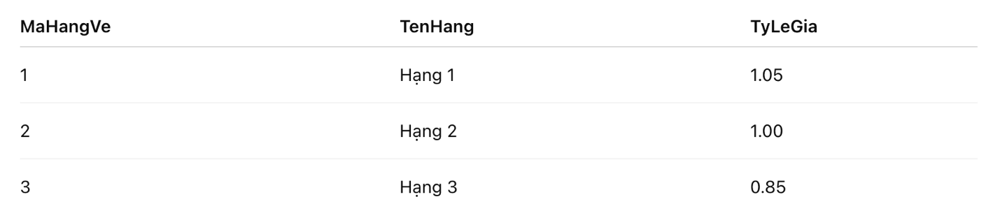 MaHangVe TenHang TyLeGia
1 Hạng 1 1.05
2 Hạng 2 1.00
3 Hạng 3 0.85